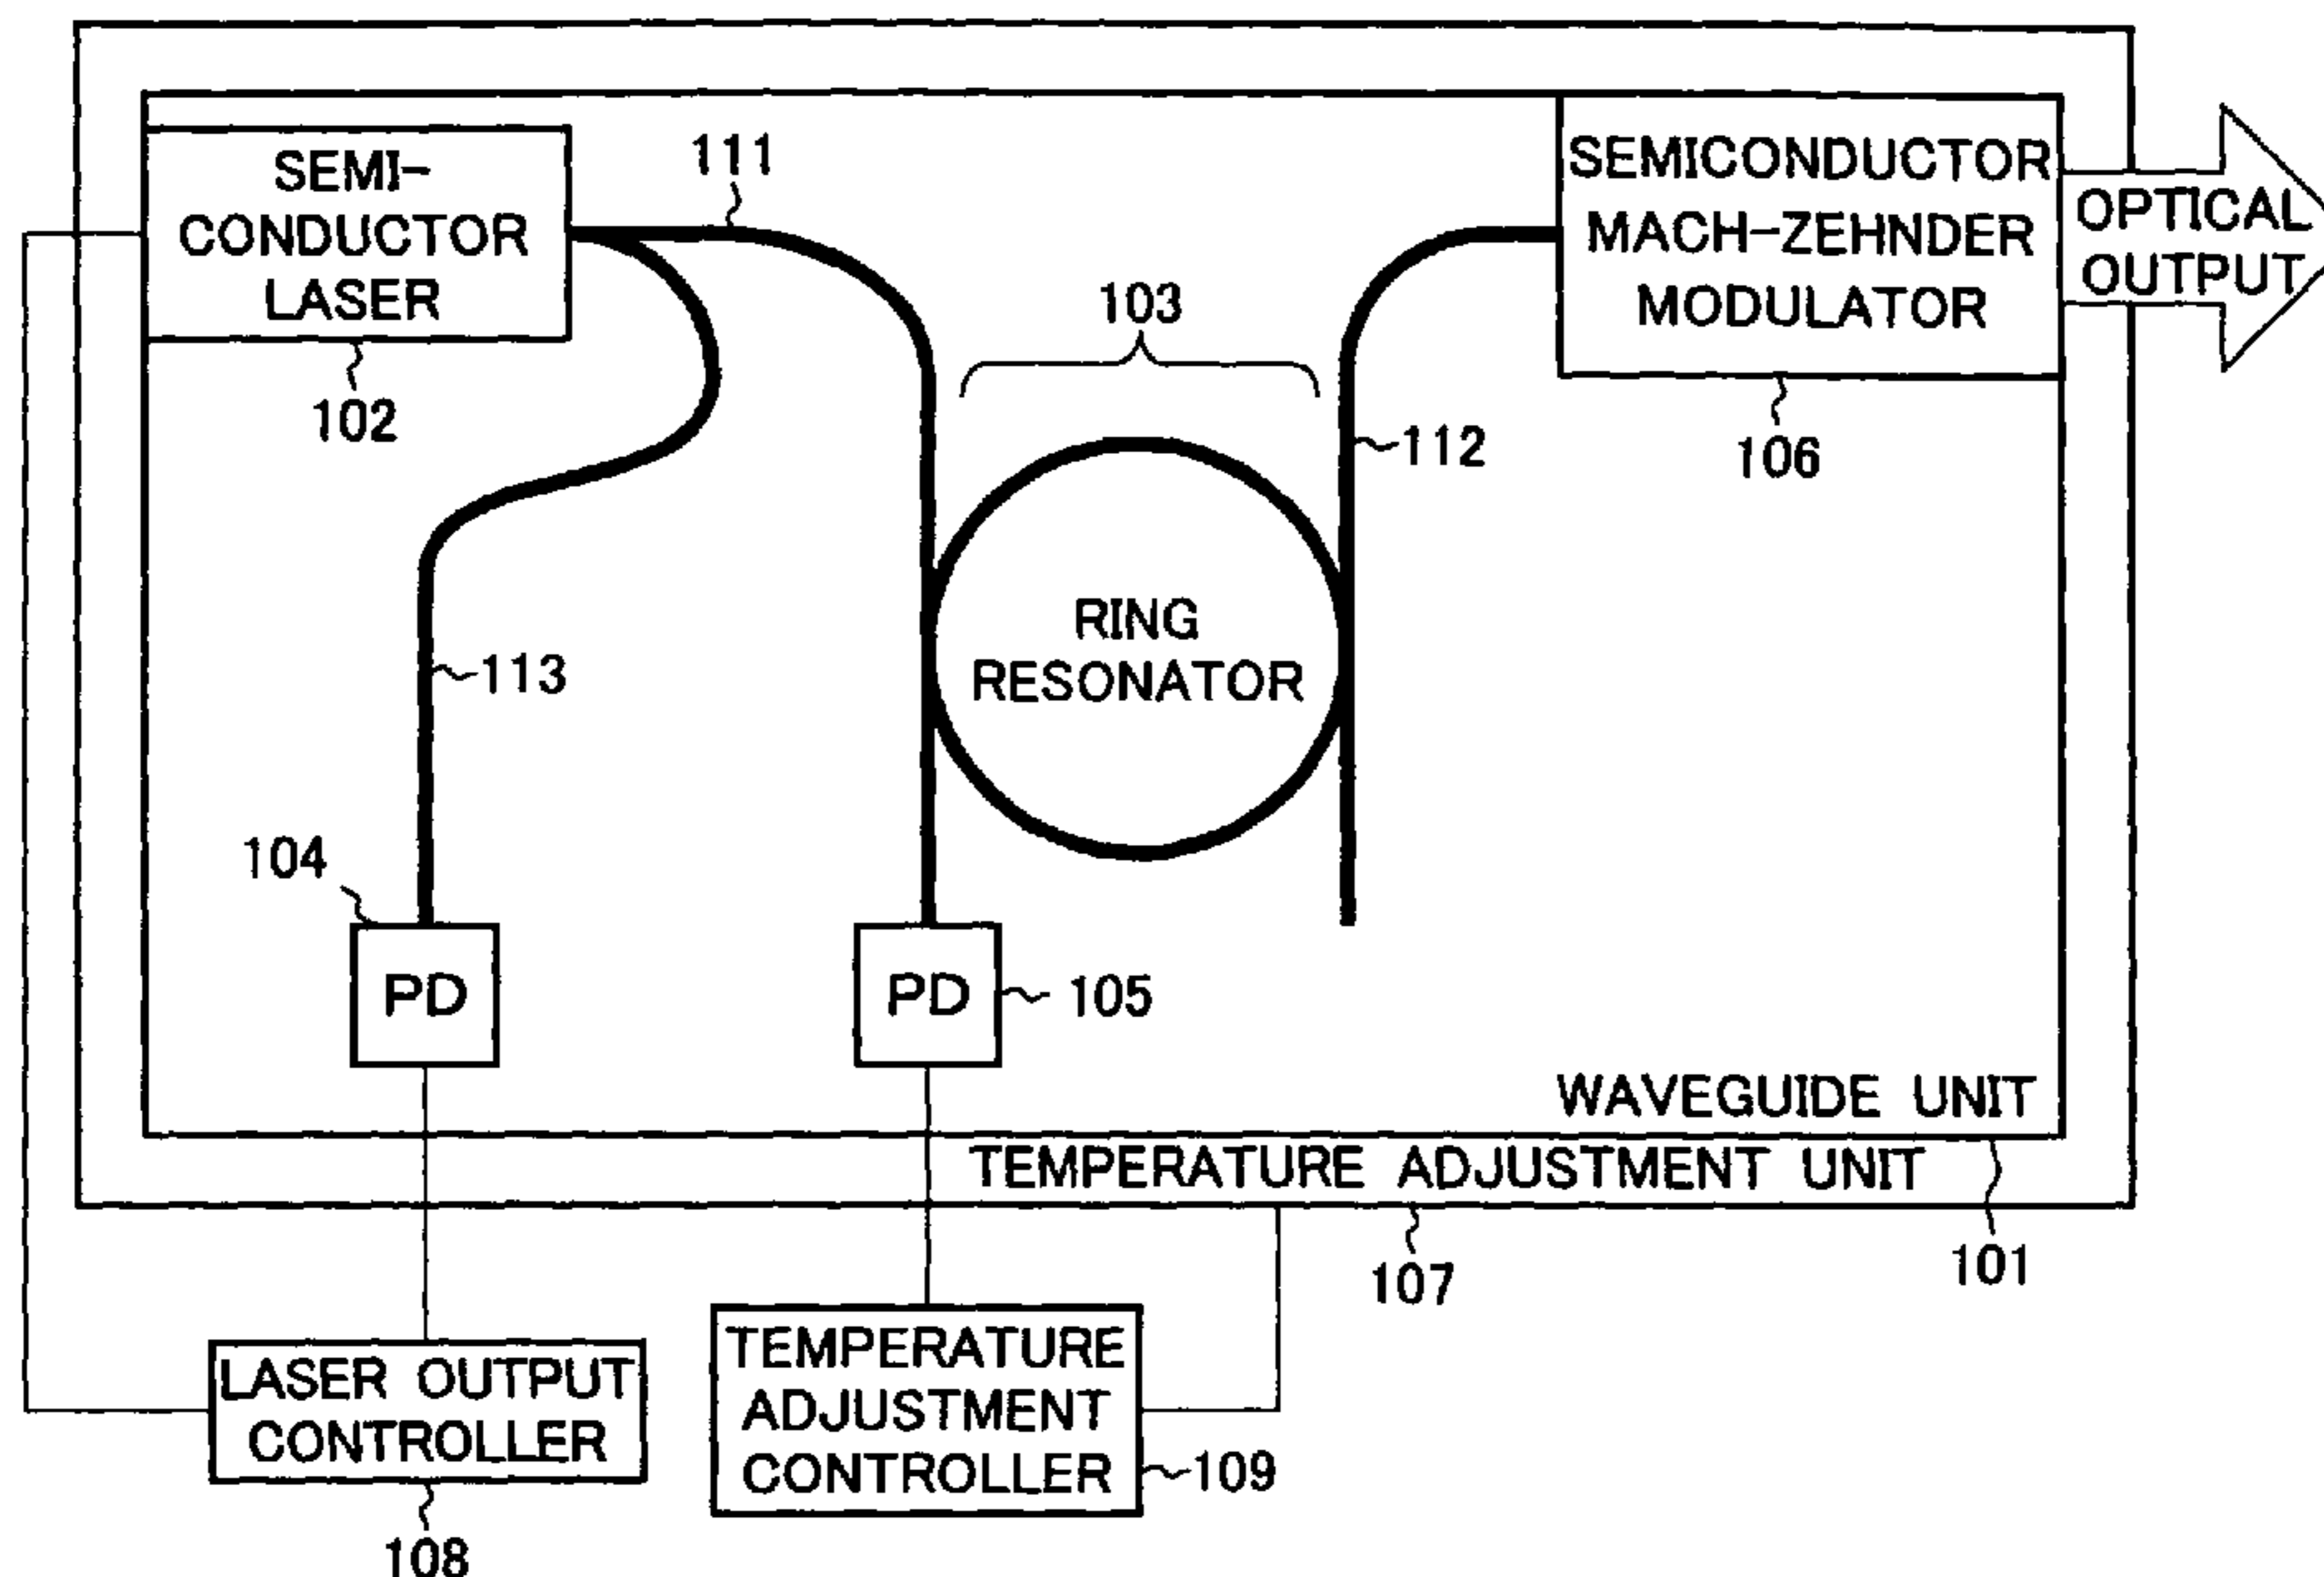 SEMI-
CONDUCTOR
LASER
102
111
103
RING
RESONATOR
112
SEMICONDUCTOR
MACH-ZEHNDER
MODULATOR
106
OPTICAL
OUTPUT
113
104
PD
PD
105
WAVEGUIDE UNIT
TEMPERATURE ADJUSTMENT UNIT
107
101
LASER OUTPUT
CONTROLLER
108
TEMPERATURE
ADJUSTMENT
CONTROLLER
109